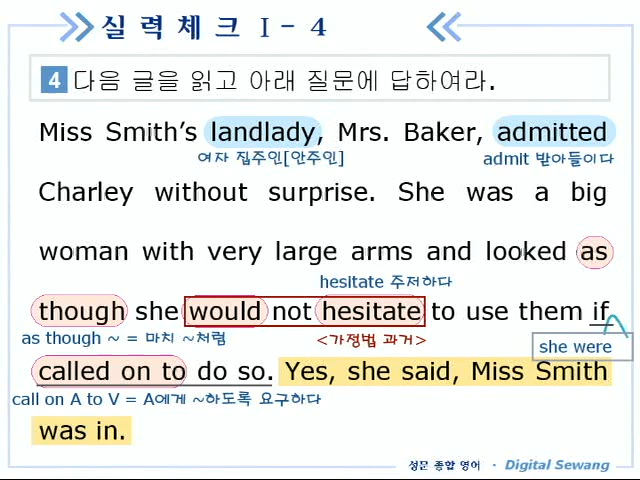 실 력 체 크 Ⅰ - 4
4 다음 글을 읽고 아래 질문에 답하여라.
Miss Smith's landlady, Mrs. Baker, admitted
여자 집주인[안주인] admit 받아들이다
Charley without surprise. She was a big
woman with very large arms and looked as
hesitate 주저하다
though she would not hesitate to use them if
as though ~ = 마치 ~처럼 <가정법 과거> she were
called on to do so. Yes, she said, Miss Smith
call on A to V = A에게 ~하도록 요구하다
was in.
성문 종합 영어 · Digital Sewang